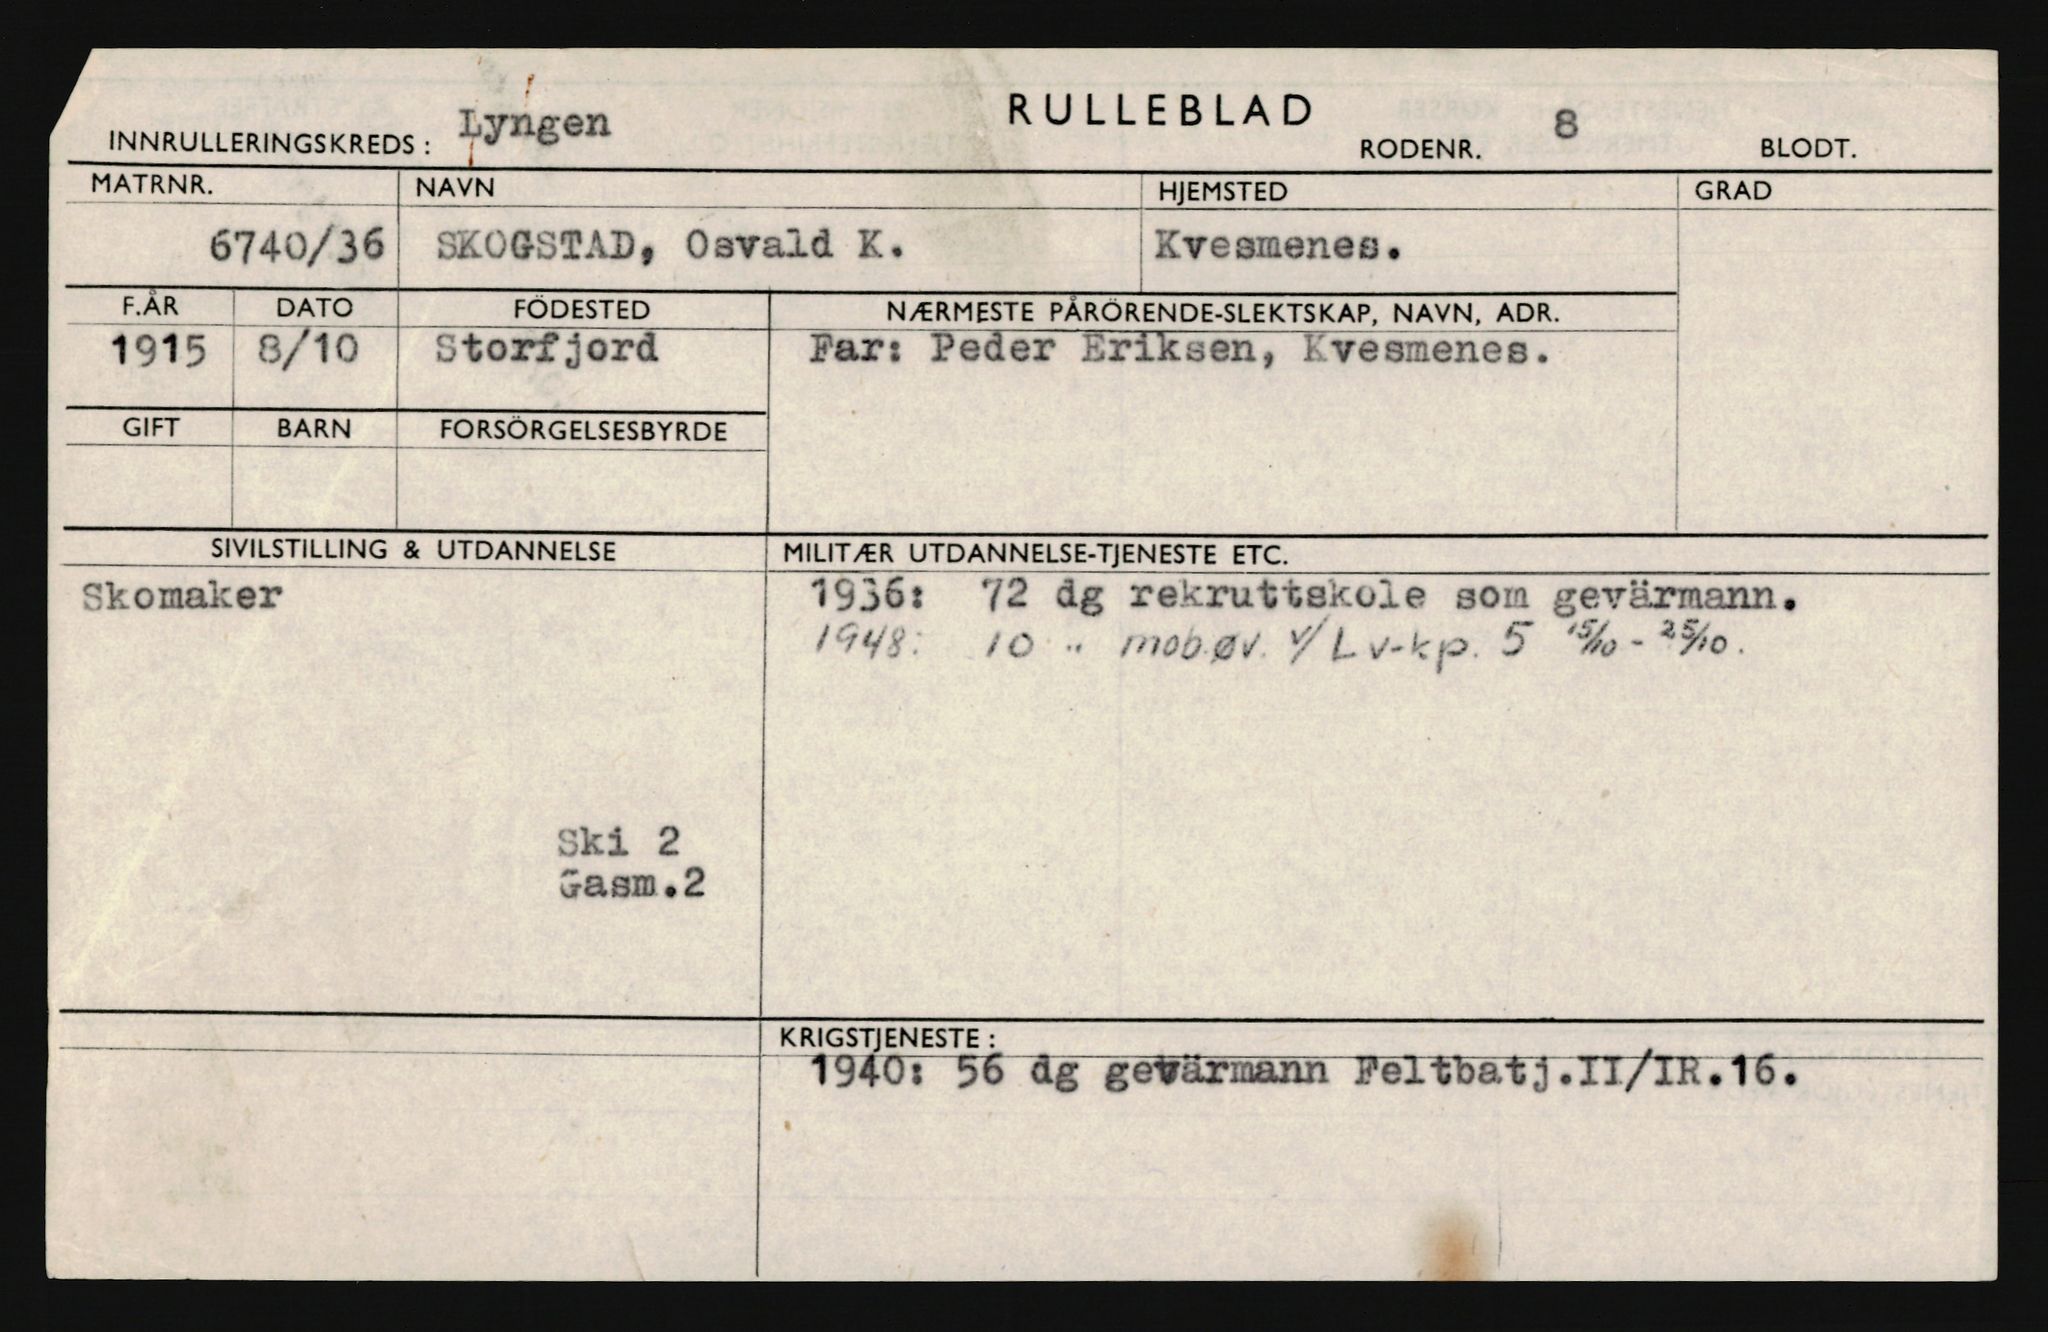 RULLEBLAD
INNRULLERINGSKREDS: Lyngen RODENR. 8 BLODT.
MATRNR. NAVN HJEMSTED GRAD
6740/36 SKOGSTAD, Osvald K. Kvesmenes.
F.ÅR DATO FÖDESTED NÆRMESTE PÅRÖRENDE-SLEKTSKAP, NAVN, ADR.
1915 8/10 Storfjord Far: Peder Eriksen, Kvesmenes.
GIFT BARN FORSÖRGELSESBYRDE
SIVILSTILLING & UTDANNELSE MILITÆR UTDANNELSE-TJENESTE ETC.
Skomaker 1936: 72 dg rekruttskole som gevärmann.
1948: 10 " mob.øv. v/ Lv-kp. 5 15/10 - 25/10.
Ski 2
Gasm.2
KRIGSTJENESTE:
1940: 56 dg gevärmann Feltbatj.II/IR.16.